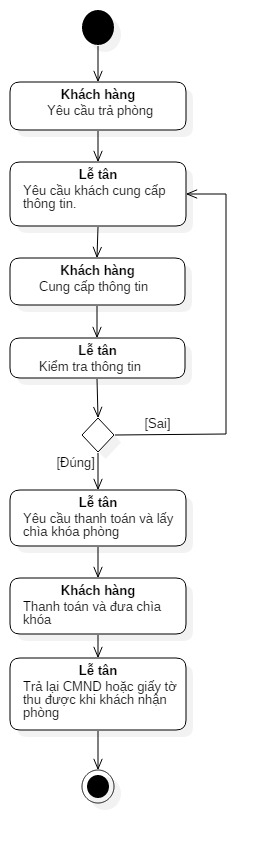 Khách hàng
Yêu cầu trả phòng
Lễ tân
Yêu cầu khách cung cấp
thông tin.
Khách hàng
Cung cấp thông tin
Lễ tân
Kiểm tra thông tin
[Sai]
[Đúng]
Lễ tân
Yêu cầu thanh toán và lấy
chìa khóa phòng
Khách hàng
Thanh toán và đưa chìa
khóa
Lễ tân
Trả lại CMND hoặc giấy tờ
thu được khi khách nhận
phòng